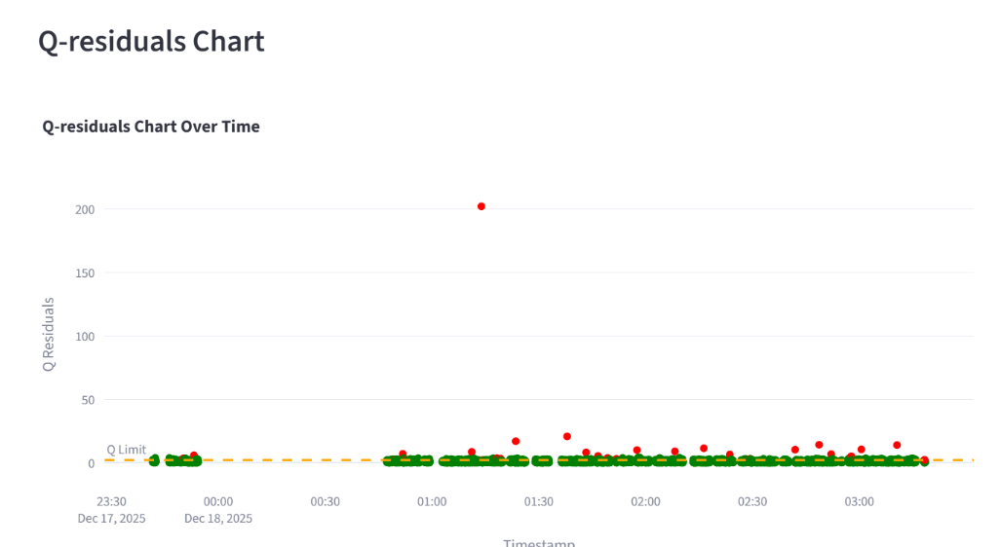 Q-residuals Chart
Q-residuals Chart Over Time
200
150
100
50
0
Q Residuals
Q Limit
23:30
Dec 17, 2025
00:00
Dec 18, 2025
00:30
01:00
01:30
02:00
02:30
03:00
Timestamp